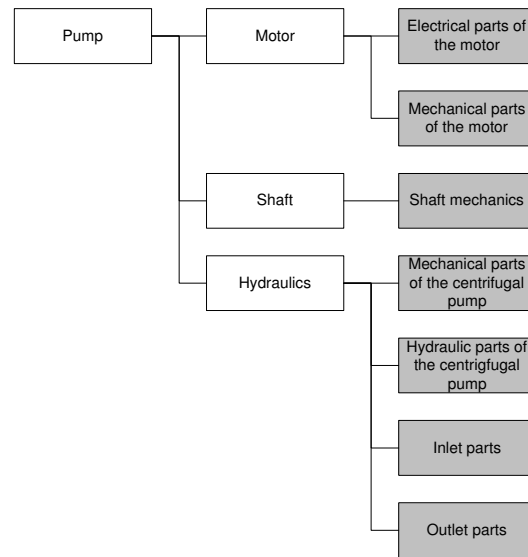 Pump
Motor
Electrical parts of
the motor
Mechanical parts
of the motor
Shaft
Shaft mechanics
Hydraulics
Mechanical parts
of the centrifugal
pump
Hydraulic parts of
the centrigfugal
pump
Inlet parts
Outlet parts